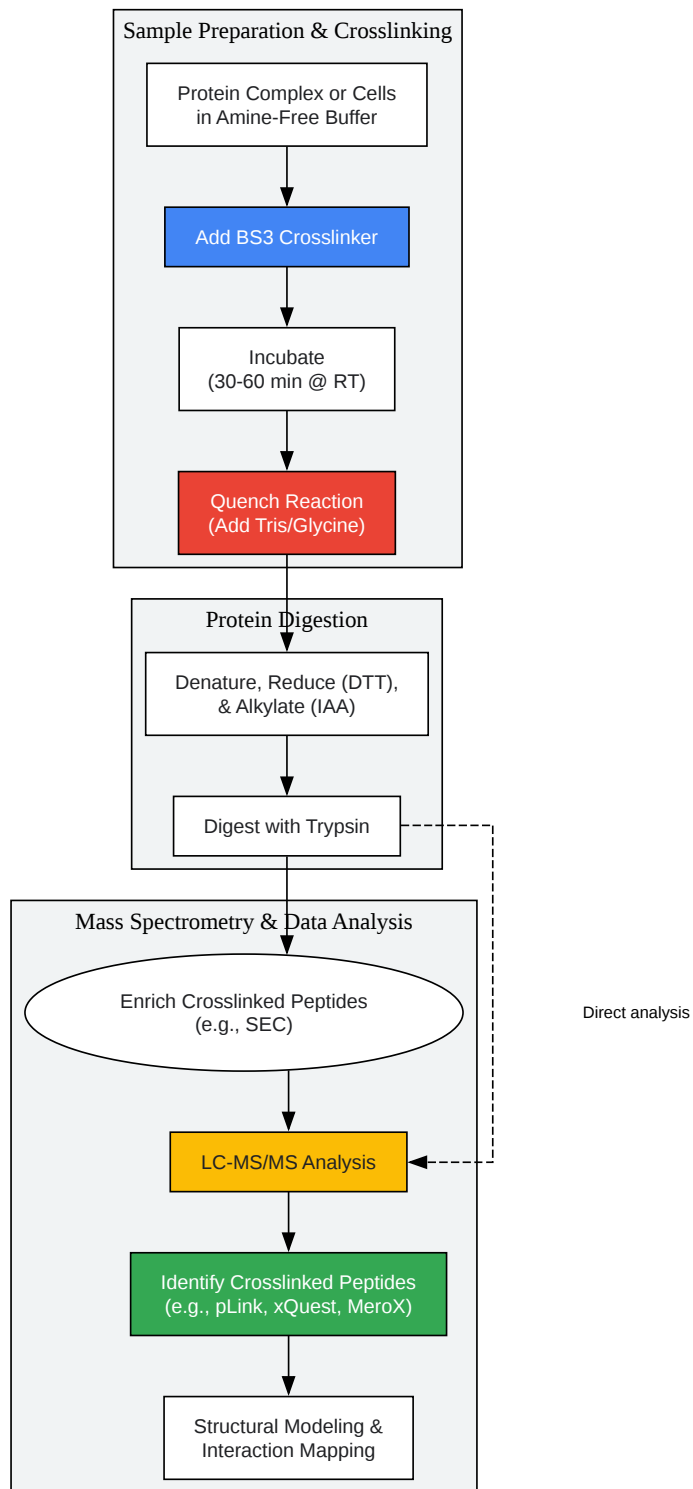 Sample Preparation & Crosslinking
Protein Complex or Cells
in Amine-Free Buffer
Add BS3 Crosslinker
Incubate
(30-60 min @ RT)
Quench Reaction
(Add Tris/Glycine)
Protein Digestion
Denature, Reduce (DTT),
& Alkylate (IAA)
Digest with Trypsin
Mass Spectrometry & Data Analysis
Enrich Crosslinked Peptides
(e.g., SEC)
Direct analysis
LC-MS/MS Analysis
Identify Crosslinked Peptides
(e.g., pLink, xQuest, MeroX)
Structural Modeling &
Interaction Mapping